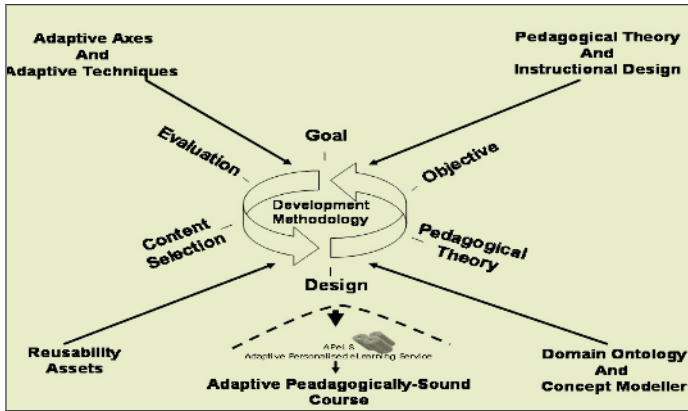 Adaptive Axes
And
Adaptive Techniques
Pedagogical Theory
And
Instructional Design
Goal
Evaluation
Objective
Development
Methodology
Content
Selection
Pedagogical
Theory
Design
APeLS
Adaptive Personalised eLearning Service
Reusability
Assets
Adaptive Peadagogically-Sound
Course
Domain Ontology
And
Concept Modeller